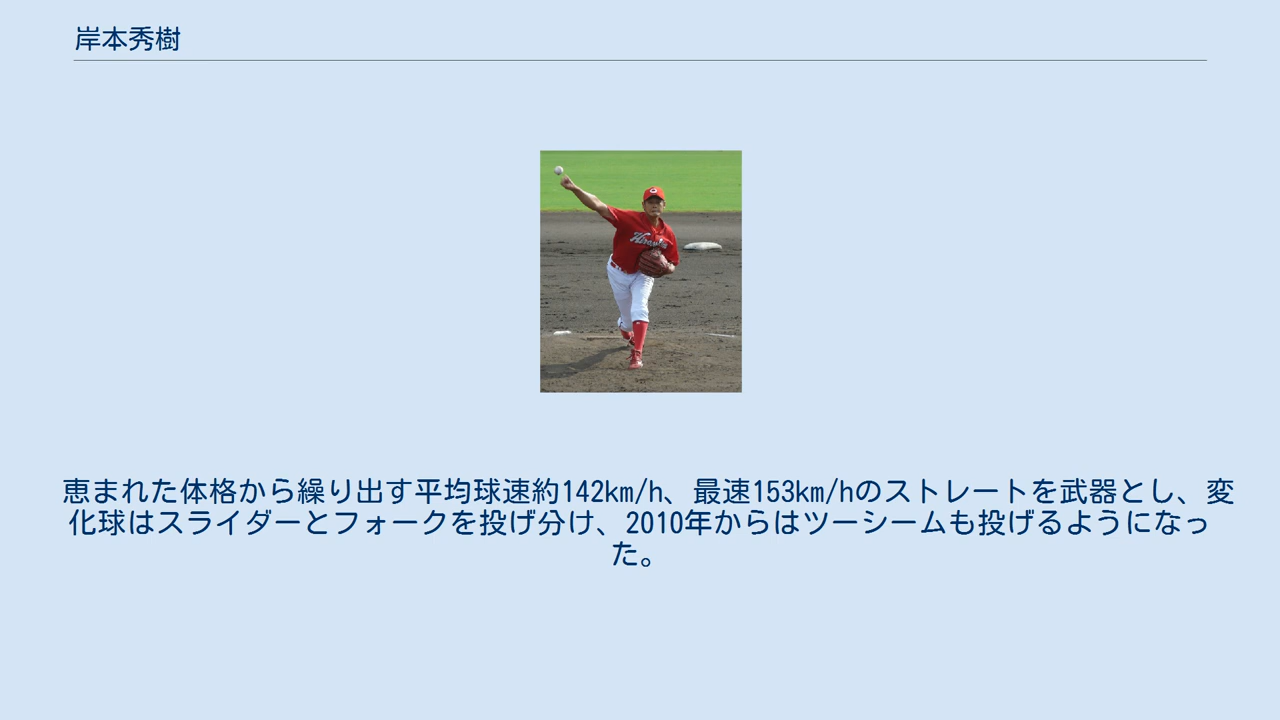 岸本秀樹
Hiroshima
恵まれた体格から繰り出す平均球速約142km/h、最速153km/hのストレートを武器とし、変
化球はスライダーとフォークを投げ分け、2010年からはツーシームも投げるようになっ
た。